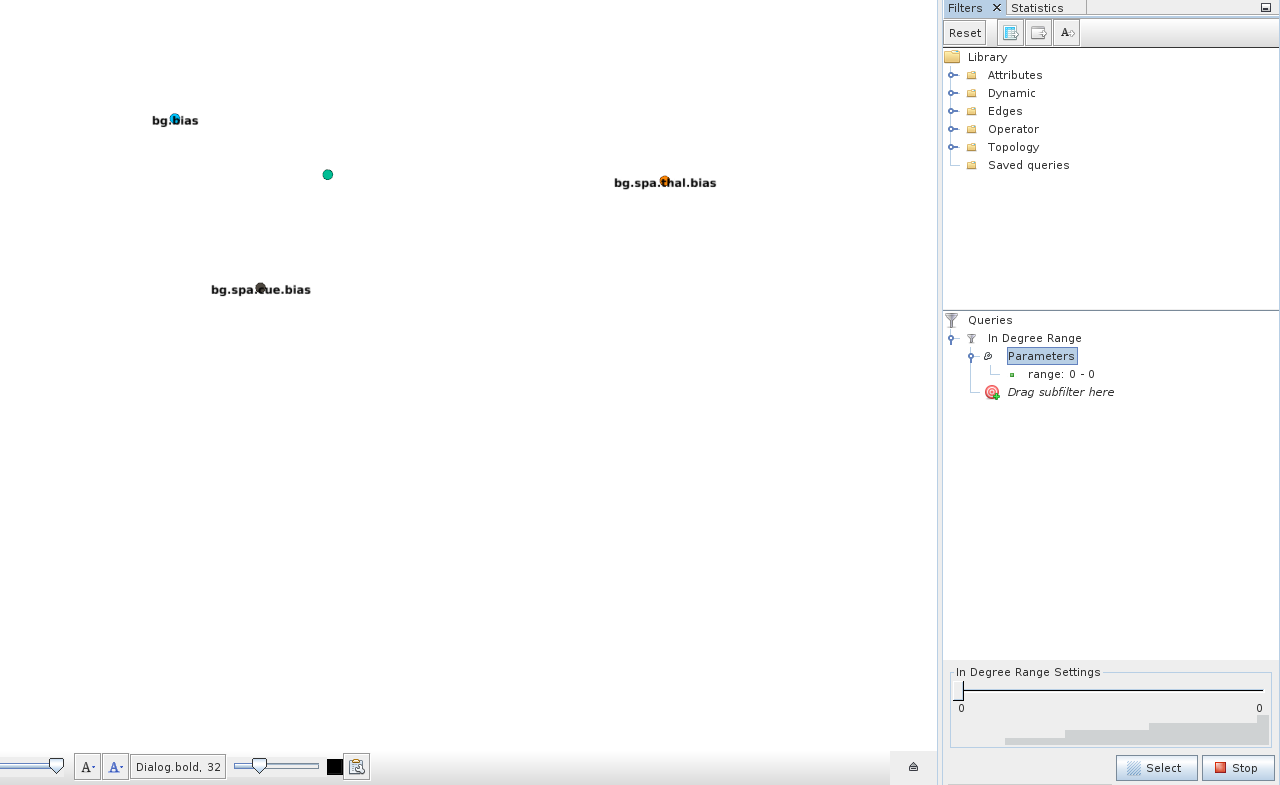 Filters
Statistics
Reset
A
Library
Attributes
Dynamic
Edges
Operator
Topology
Saved queries
bg.bias
bg.spa.thal.bias
bg.spa.cue.bias
Queries
In Degree Range
Parameters
range: 0 - 0
Drag subfilter here
In Degree Range Settings
0 0
A A Dialog.bold, 32
Select Stop